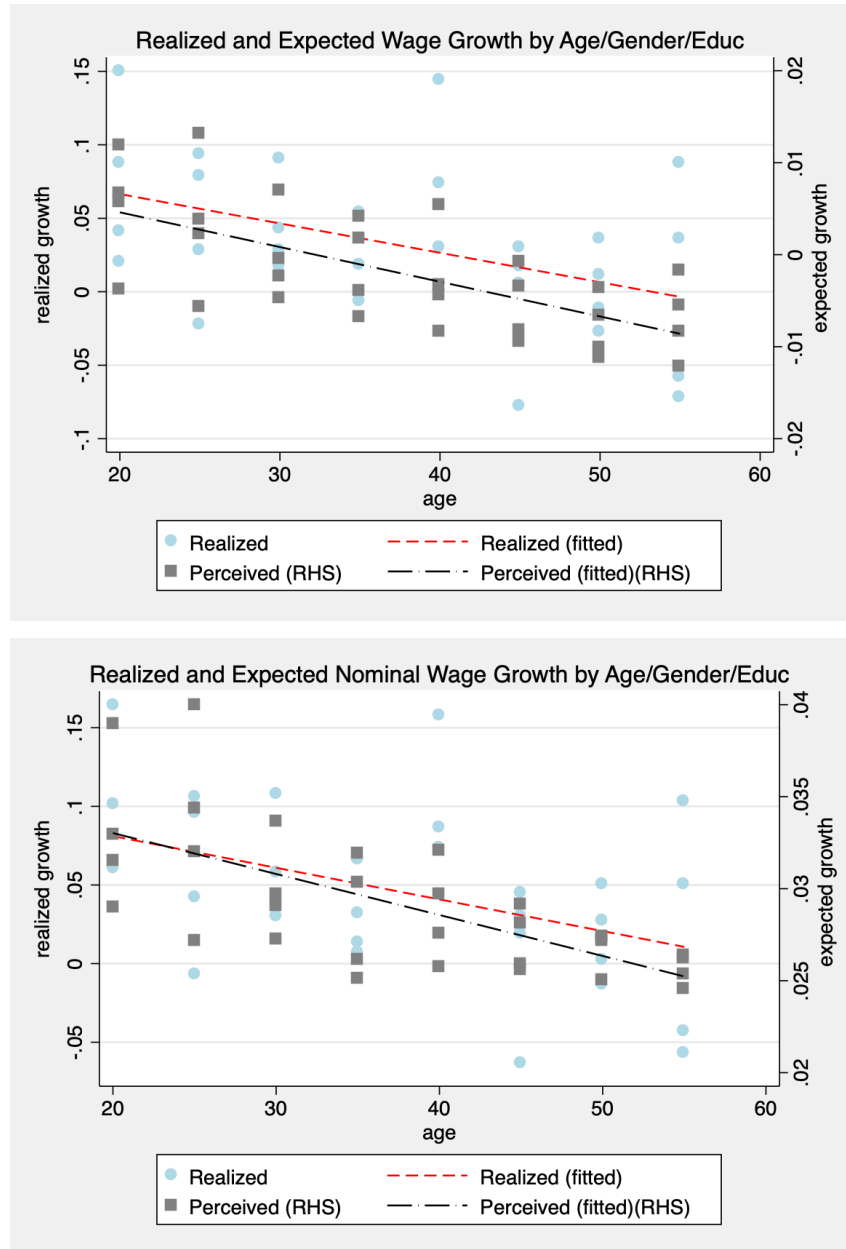 Realized and Expected Wage Growth by Age/Gender/Educ
.15
.1
.05
0
-.05
-.1
realized growth
.02
.01
0
-.01
-.02
expected growth
20 30 40 50 60
age
Realized Realized (fitted)
Perceived (RHS) Perceived (fitted)(RHS)
Realized and Expected Nominal Wage Growth by Age/Gender/Educ
.15
.1
.05
0
-.05
realized growth
.04
.035
.03
.025
.02
expected growth
20 30 40 50 60
age
Realized Realized (fitted)
Perceived (RHS) Perceived (fitted)(RHS)